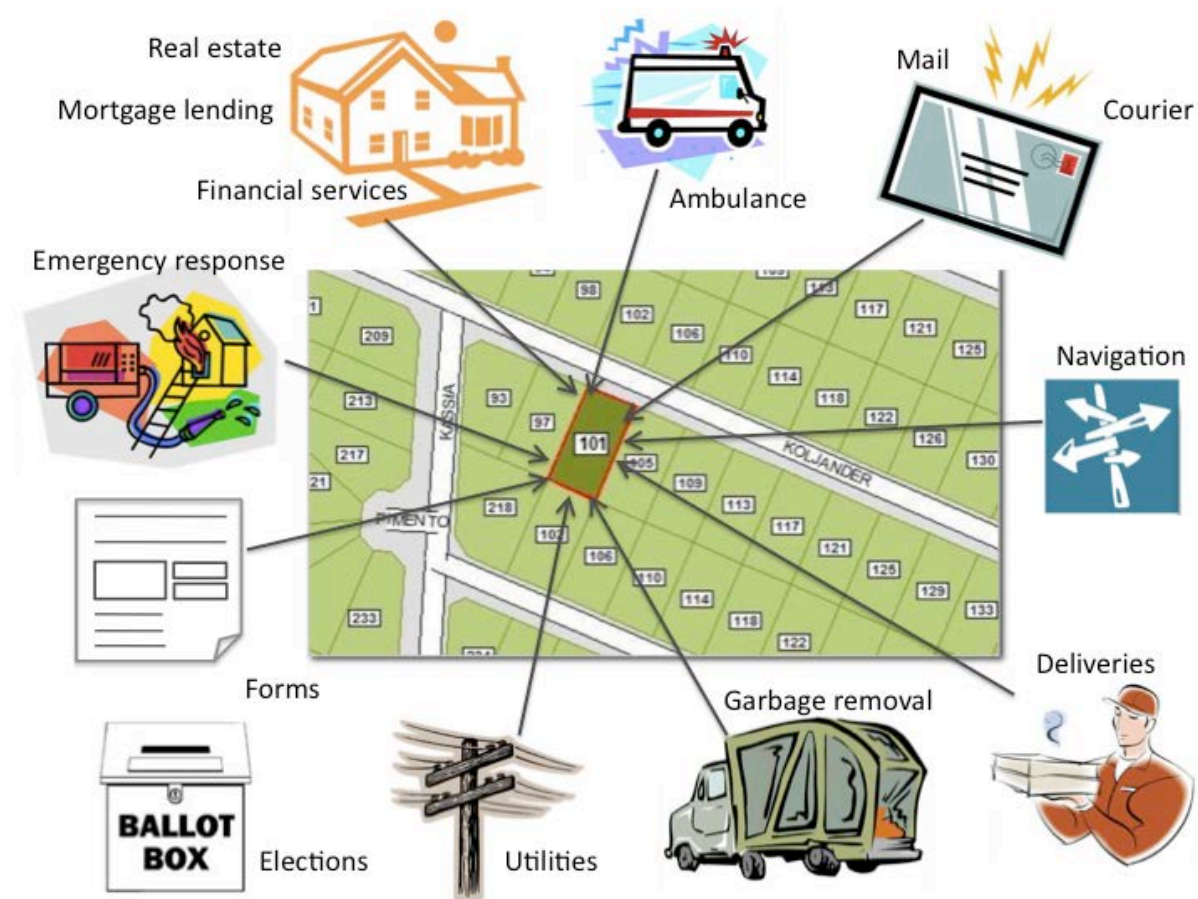 Real estate
Mortgage lending
Financial services
Ambulance
Mail
Courier
Emergency response
Navigation
98
102
106
110
114
118
122
126
130
113
117
121
125
209
213
217
21
233
93
97
101
105
109
113
117
121
125
129
133
218
102
106
110
114
118
122
KASSIA
KOLJANDER
PIMENTO
Forms
Deliveries
Garbage removal
BALLOT
BOX
Elections
Utilities